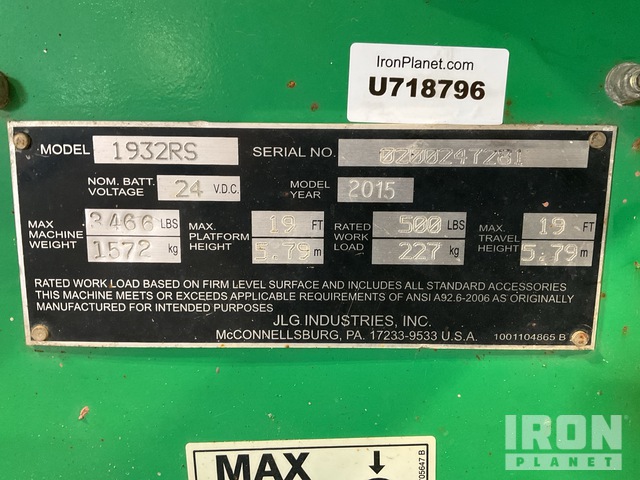 IronPlanet.com
U718796
MODEL 1932RS SERIAL NO. 0200247281
NOM. BATT. VOLTAGE 24 V.D.C. MODEL YEAR 2015
MAX MACHINE WEIGHT 3466 LBS 1572 kg MAX. PLATFORM HEIGHT 19 FT 5.79 m RATED WORK LOAD 500 LBS 227 kg MAX. TRAVEL HEIGHT 19 FT 5.79 m
RATED WORK LOAD BASED ON FIRM LEVEL SURFACE AND INCLUDES ALL STANDARD ACCESSORIES
THIS MACHINE MEETS OR EXCEEDS APPLICABLE REQUIREMENTS OF ANSI A92.6-2006 AS ORIGINALLY
MANUFACTURED FOR INTENDED PURPOSES
JLG INDUSTRIES, INC.
McCONNELLSBURG, PA. 17233-9533 U.S.A. 1001104865 B
MAX
IRON
PLANET